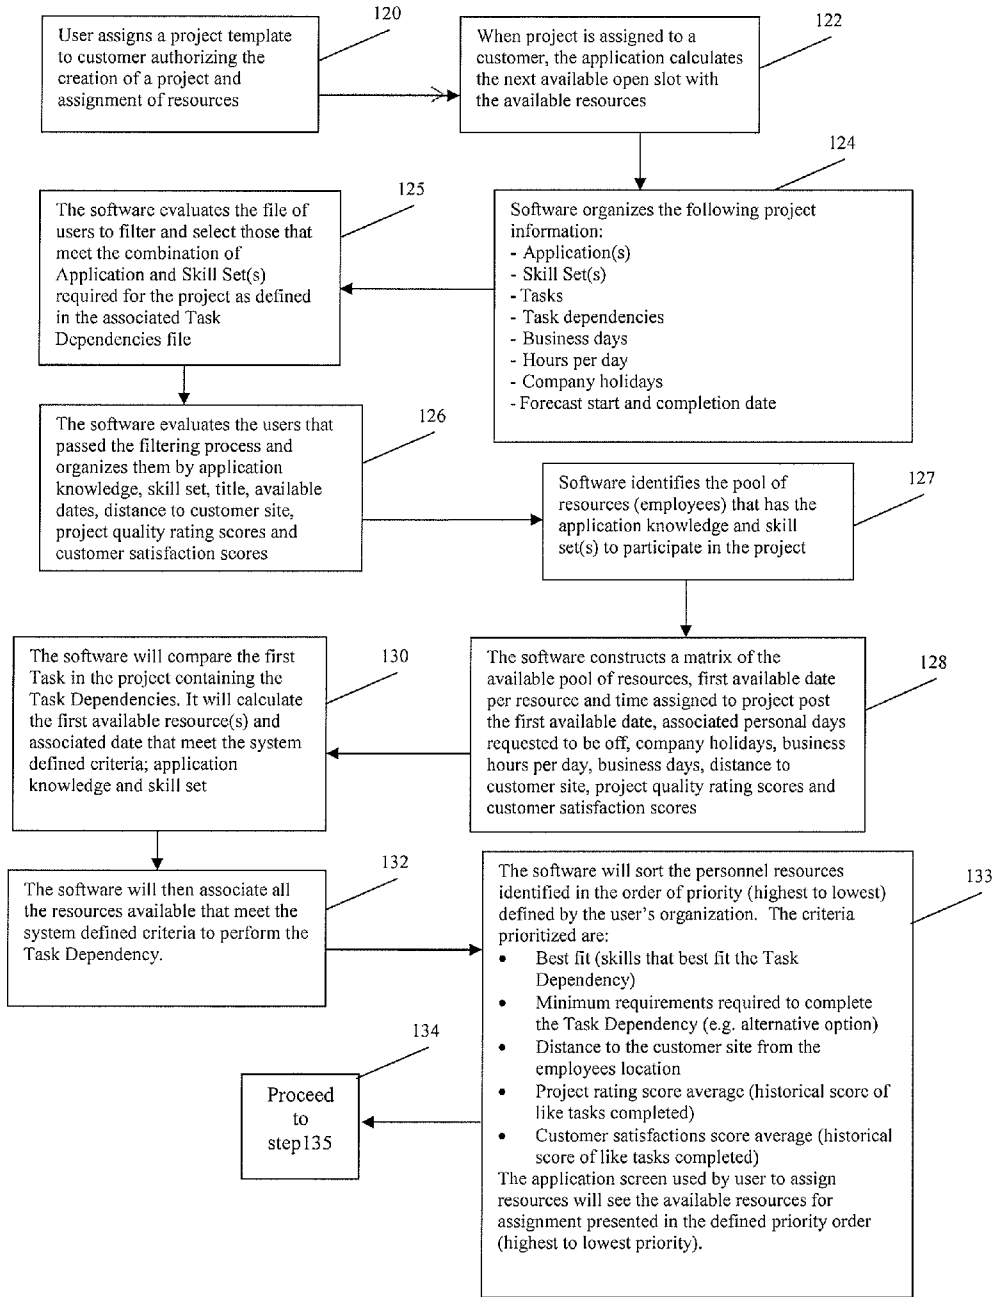 120
User assigns a project template
to customer authorizing the
creation of a project and
assignment of resources
122
When project is assigned to a
customer, the application calculates
the next available open slot with
the available resources
124
Software organizes the following project
information:
- Application(s)
- Skill Set(s)
- Tasks
- Task dependencies
- Business days
- Hours per day
- Company holidays
- Forecast start and completion date
125
The software evaluates the file of
users to filter and select those that
meet the combination of
Application and Skill Set(s)
required for the project as defined
in the associated Task
Dependencies file
126
The software evaluates the users that
passed the filtering process and
organizes them by application
knowledge, skill set, title, available
dates, distance to customer site,
project quality rating scores and
customer satisfaction scores
127
Software identifies the pool of
resources (employees) that has the
application knowledge and skill
set(s) to participate in the project
128
The software constructs a matrix of the
available pool of resources, first available date
per resource and time assigned to project post
the first available date, associated personal days
requested to be off, company holidays, business
hours per day, business days, distance to
customer site, project quality rating scores and
customer satisfaction scores
130
The software will compare the first
Task in the project containing the
Task Dependencies. It will calculate
the first available resource(s) and
associated date that meet the system
defined criteria; application
knowledge and skill set
132
The software will then associate all
the resources available that meet the
system defined criteria to perform the
Task Dependency.
133
The software will sort the personnel resources
identified in the order of priority (highest to lowest)
defined by the user's organization. The criteria
prioritized are:
• Best fit (skills that best fit the Task
Dependency)
• Minimum requirements required to complete
the Task Dependency (e.g. alternative option)
• Distance to the customer site from the
employees location
• Project rating score average (historical score of
like tasks completed)
• Customer satisfactions score average (historical
score of like tasks completed)
The application screen used by user to assign
resources will see the available resources for
assignment presented in the defined priority order
(highest to lowest priority).
134
Proceed
to
step135